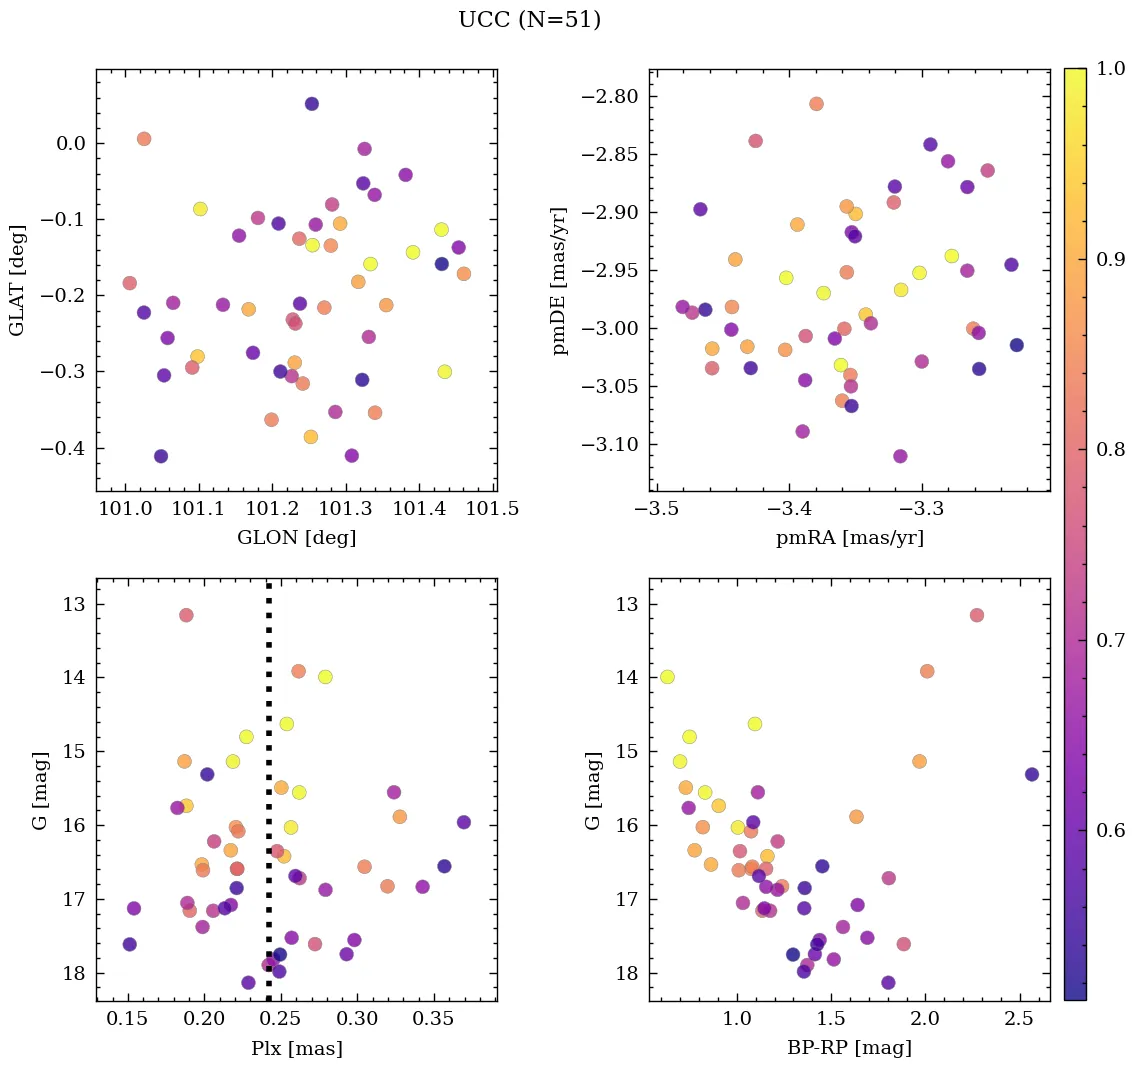 UCC (N=51)
0.0
−0.1
−0.2
−0.3
−0.4
GLAT [deg]
101.0 101.1 101.2 101.3 101.4 101.5
GLON [deg]
−2.80
−2.85
−2.90
−2.95
−3.00
−3.05
−3.10
pmDE [mas/yr]
−3.5 −3.4 −3.3
pmRA [mas/yr]
13
14
15
16
17
18
G [mag]
0.15 0.20 0.25 0.30 0.35
Plx [mas]
13
14
15
16
17
18
G [mag]
1.0 1.5 2.0 2.5
BP-RP [mag]
1.0
0.9
0.8
0.7
0.6